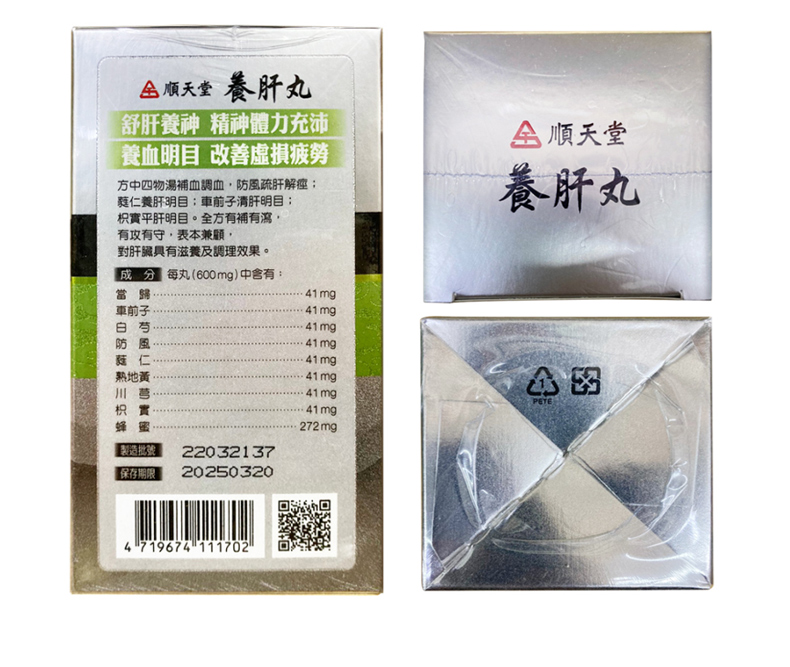 順天堂 養肝丸
舒肝養神 精神體力充沛
養血明目 改善虛損疲勞
方中四物湯補血調血，防風疏肝解痙；
蕤仁養肝明目；車前子清肝明目；
枳實平肝明目。全方有補有瀉，
有攻有守，表本兼顧，
對肝臟具有滋養及調理效果。
成 分 每丸(600mg)中含有：
當 歸 41mg
車前子 41mg
白 芍 41mg
防 風 41mg
蕤 仁 41mg
熟地黃 41mg
川 芎 41mg
枳 實 41mg
蜂 蜜 272mg
製造批號 22032137
保存期限 20250320
4 719674 111702
順天堂
養肝丸
1
PETE